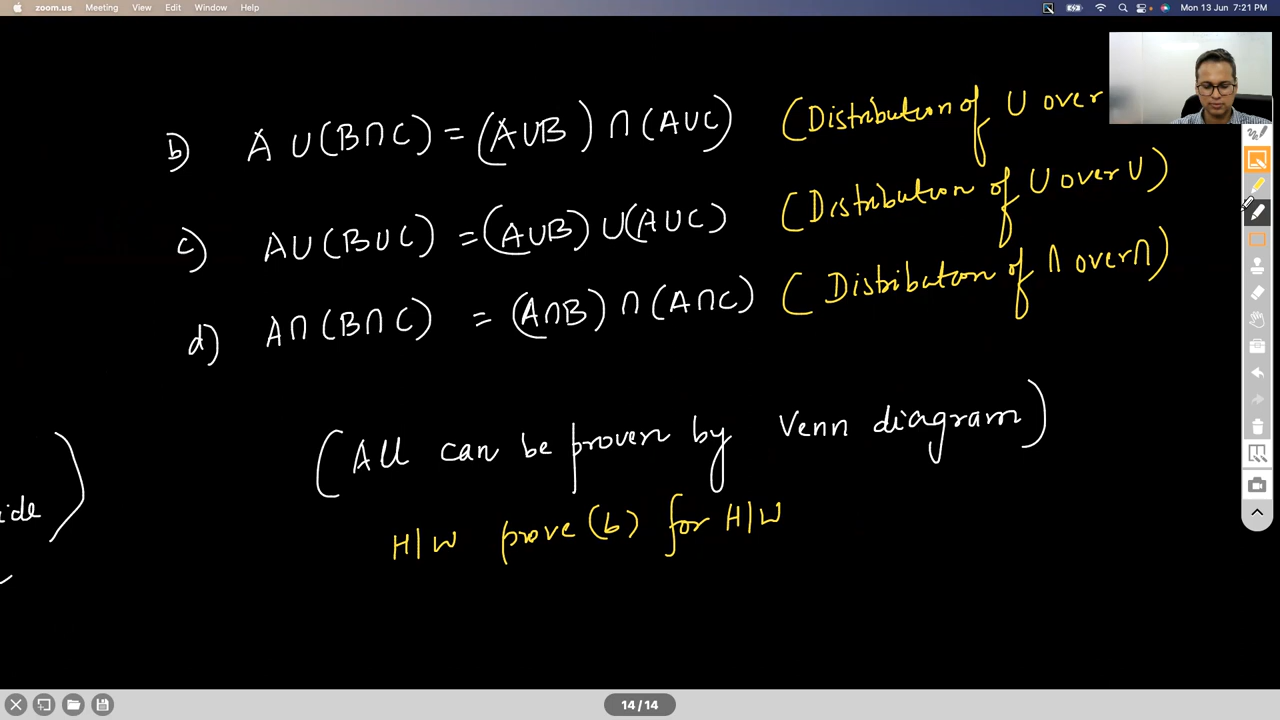 zoom.us Meeting View Edit Window Help Mon 13 Jun 7:21 PM
b) A ∪ (B∩C) = (A∪B) ∩ (A∪C) (Distribution of ∪ over
c) A∪(B∪C) = (A∪B) ∪(A∪C) (Distribution of ∪ over ∪)
d) A∩(B∩C) = (A∩B) ∩ (A∩C) (Distribution of ∩ over ∩)
(All can be proven by Venn diagram)
ide
H/W prove (b) for H/W
14/14